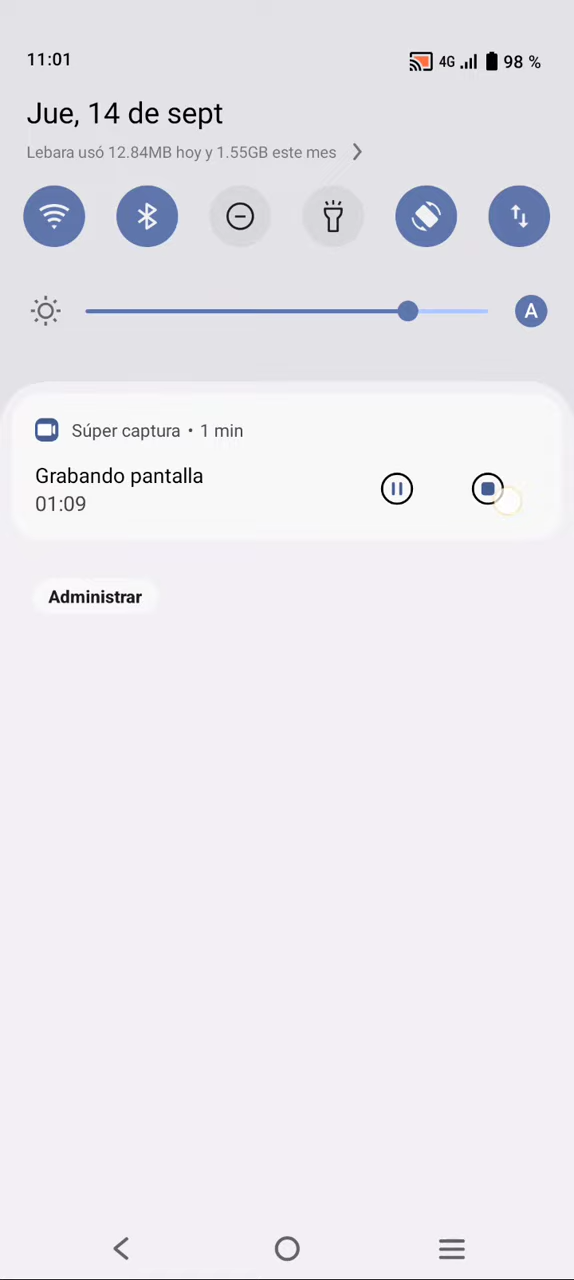 11:01
4G
98 %
Jue, 14 de sept
Lebara usó 12.84MB hoy y 1.55GB este mes
A
Súper captura • 1 min
Grabando pantalla
01:09
Administrar